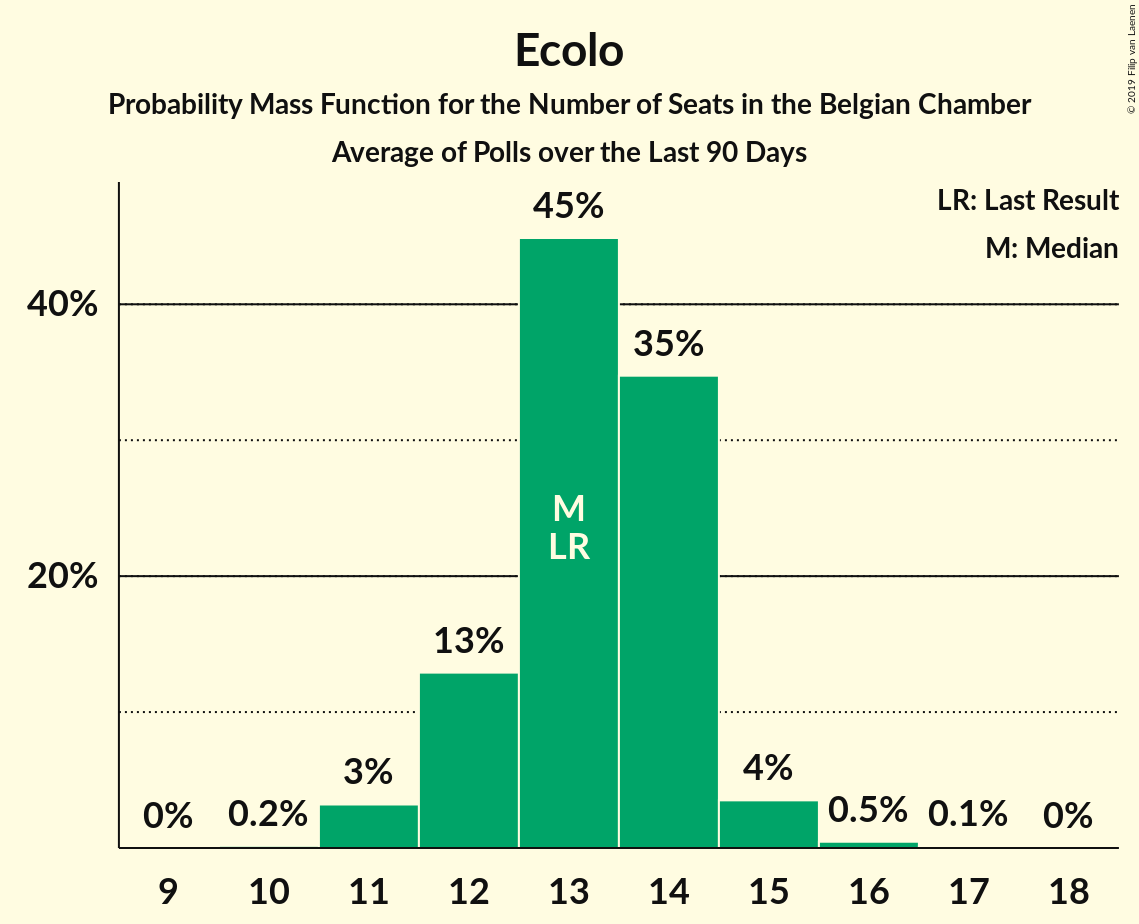 Ecolo
Probability Mass Function for the Number of Seats in the Belgian Chamber
Average of Polls over the Last 90 Days
© 2019 Filip van Laenen
LR: Last Result
M: Median
45%
40%
35%
M
LR
20%
13%
3%
4%
0%
0.2%
0.5%
0.1%
0%
9 10 11 12 13 14 15 16 17 18